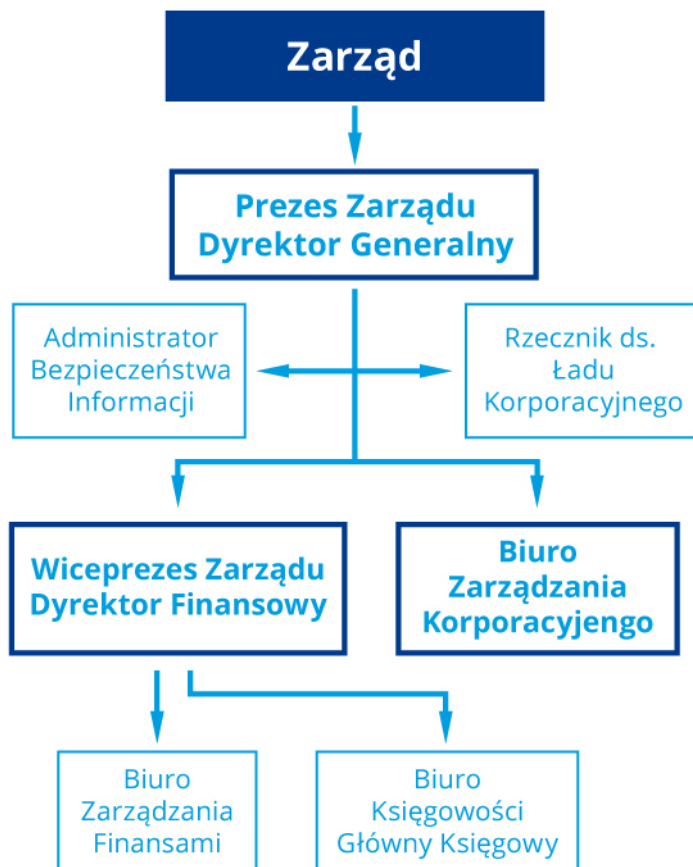 Zarząd
Prezes Zarządu
Dyrektor Generalny
Administrator
Bezpieczeństwa
Informacji
Rzecznik ds.
Ładu
Korporacyjnego
Wiceprezes Zarządu
Dyrektor Finansowy
Biuro
Zarządzania
Korporacyjengo
Biuro
Zarządzania
Finansami
Biuro
Księgowości
Główny Księgowy